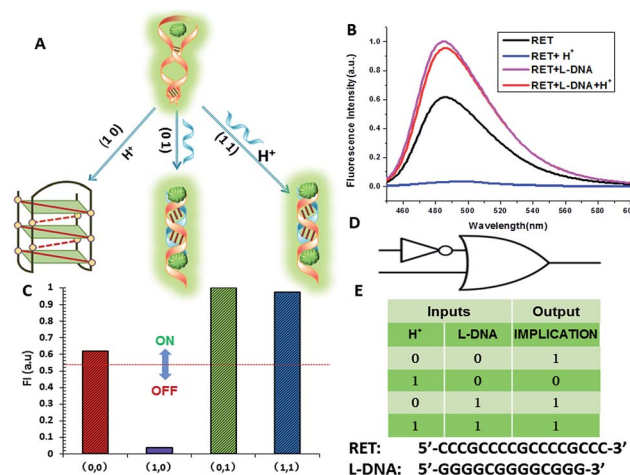 A
(1 0)
H⁺
(0 1)
(1 1)
H⁺
B
Fluorescence Intensity(a.u.)
1.0
0.8
0.6
0.4
0.2
0.0
RET
RET+ H⁺
RET+L-DNA
RET+L-DNA+H⁺
460 480 500 520 540 560 580 600
Wavelength(nm)
C
FI (a.u)
1
0.9
0.8
0.7
0.6
0.5
0.4
0.3
0.2
0.1
0
ON
OFF
(0,0) (1,0) (0,1) (1,1)
D
E
Inputs Output
H⁺ L-DNA IMPLICATION
0 0 1
1 0 0
0 1 1
1 1 1
RET: 5’-CCCGCCCCGCCCCGCCC-3’
L-DNA: 5’-GGGGCGGGGCGGG-3’